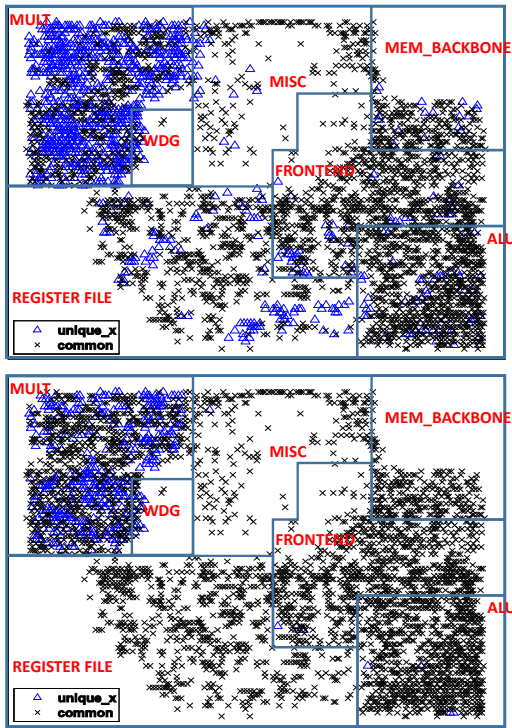 MULT
MEM_BACKBONE
MISC
WDG
FRONTEND
ALU
REGISTER FILE
unique_x
common
MULT
MEM_BACKBONE
MISC
WDG
FRONTEND
ALU
REGISTER FILE
unique_x
common